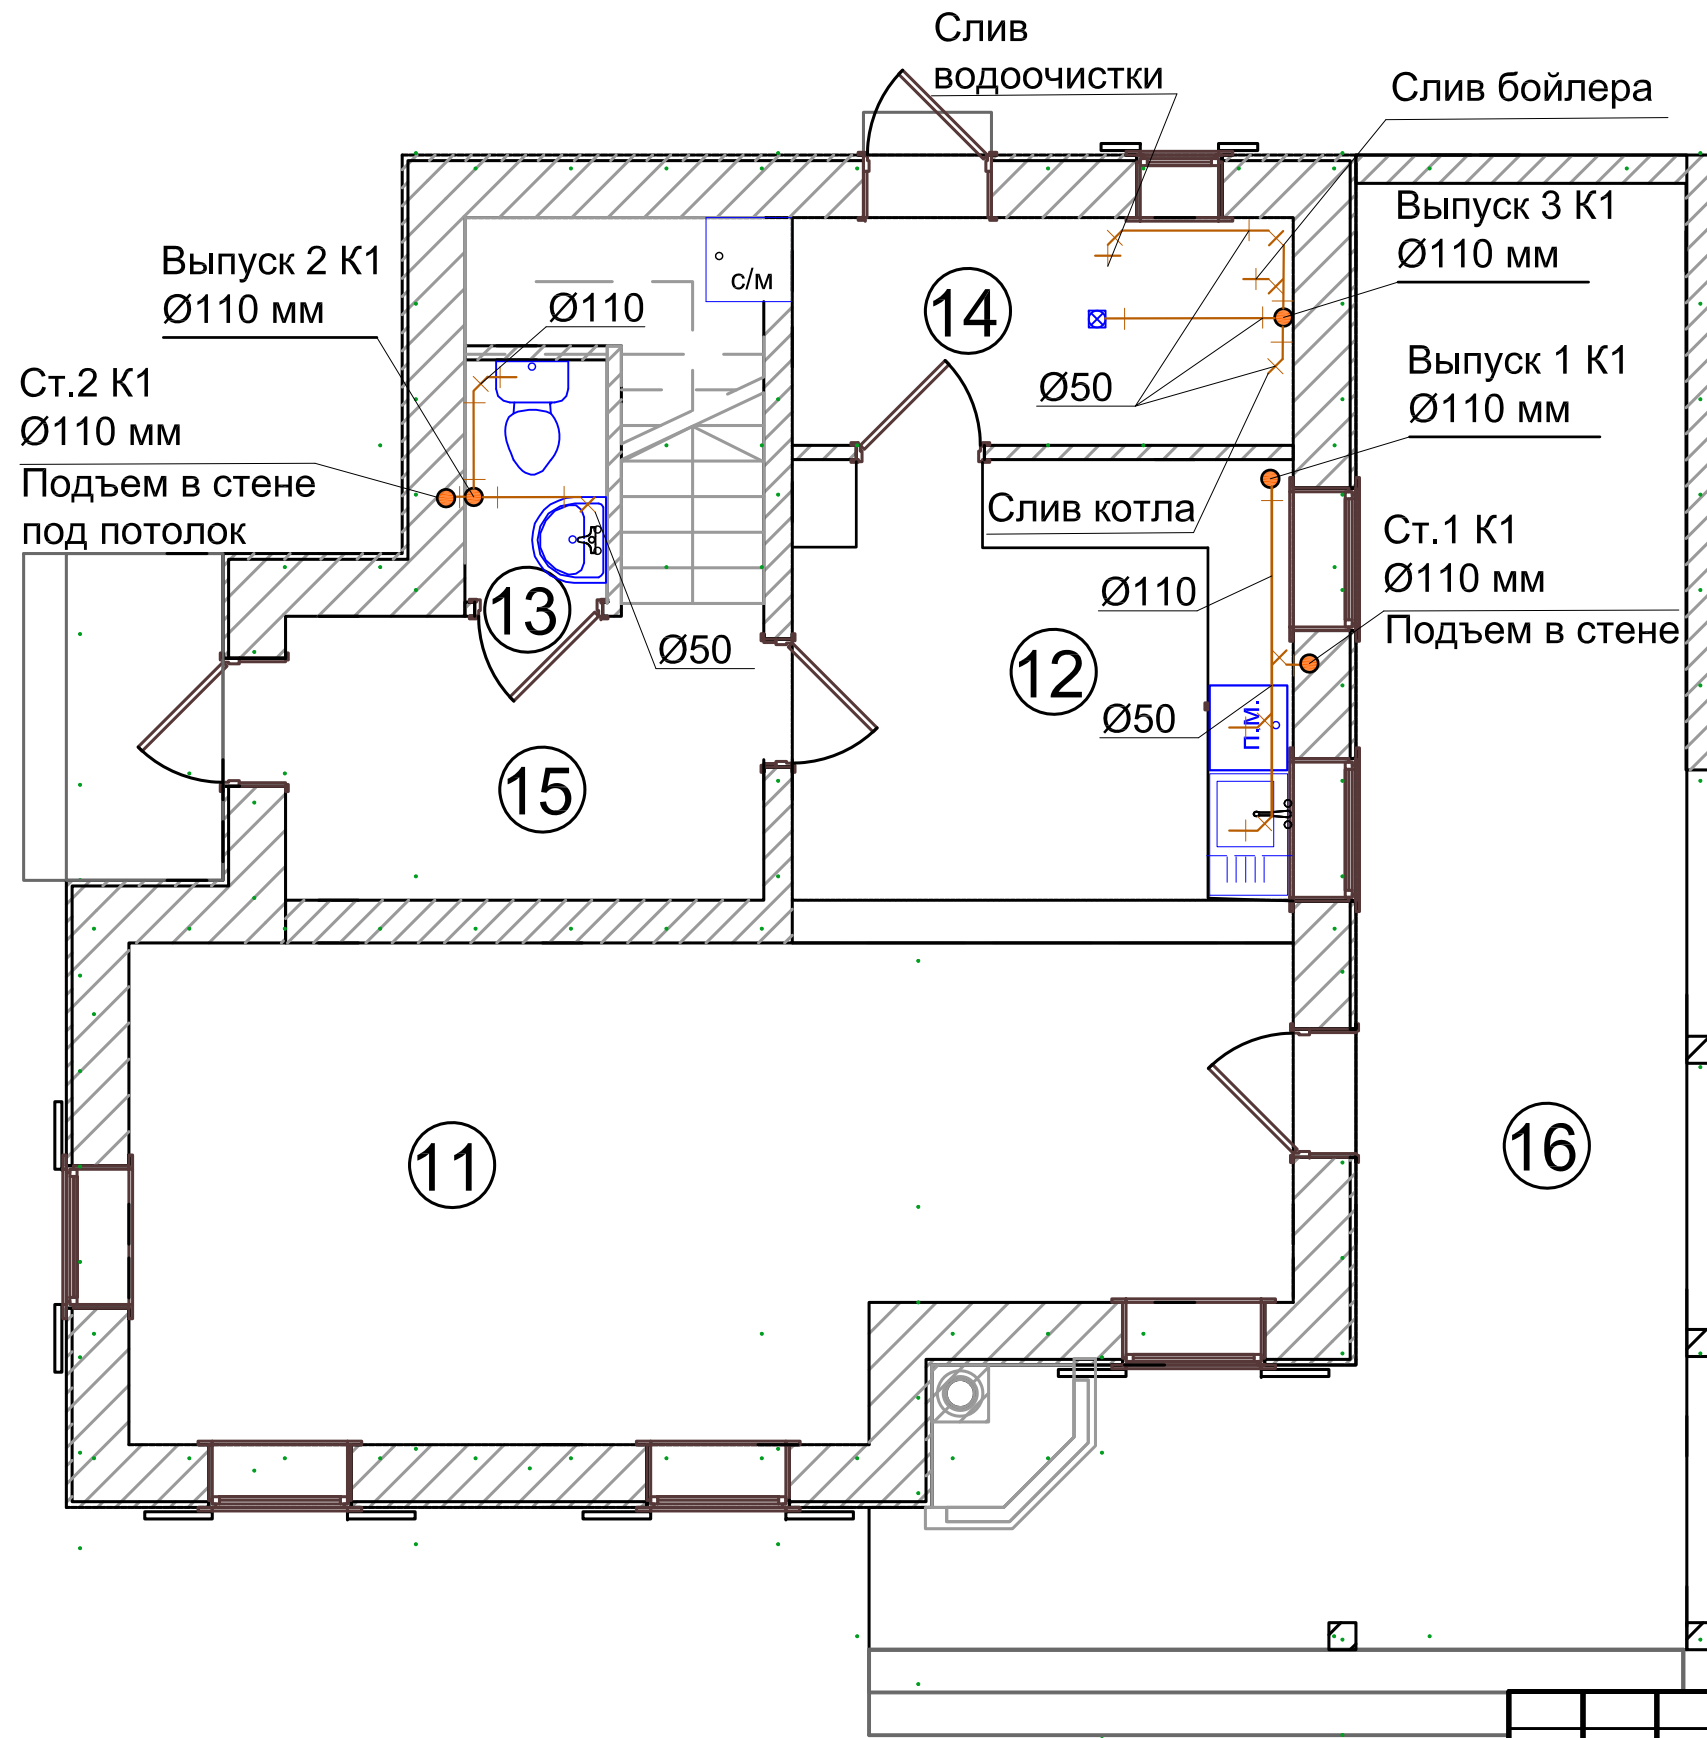 Слив
водоочистки
Слив бойлера
Выпуск 3 К1
Ø110 мм
Выпуск 2 К1
Ø110 мм
с/м
Ø110
14
Выпуск 1 К1
Ø110 мм
Ст.2 К1
Ø110 мм
Подъем в стене
под потолок
Ø50
Слив котла
Ст.1 К1
Ø110 мм
Подъем в стене
13
Ø110
Ø50
12
Ø50
п.м.
15
11
16